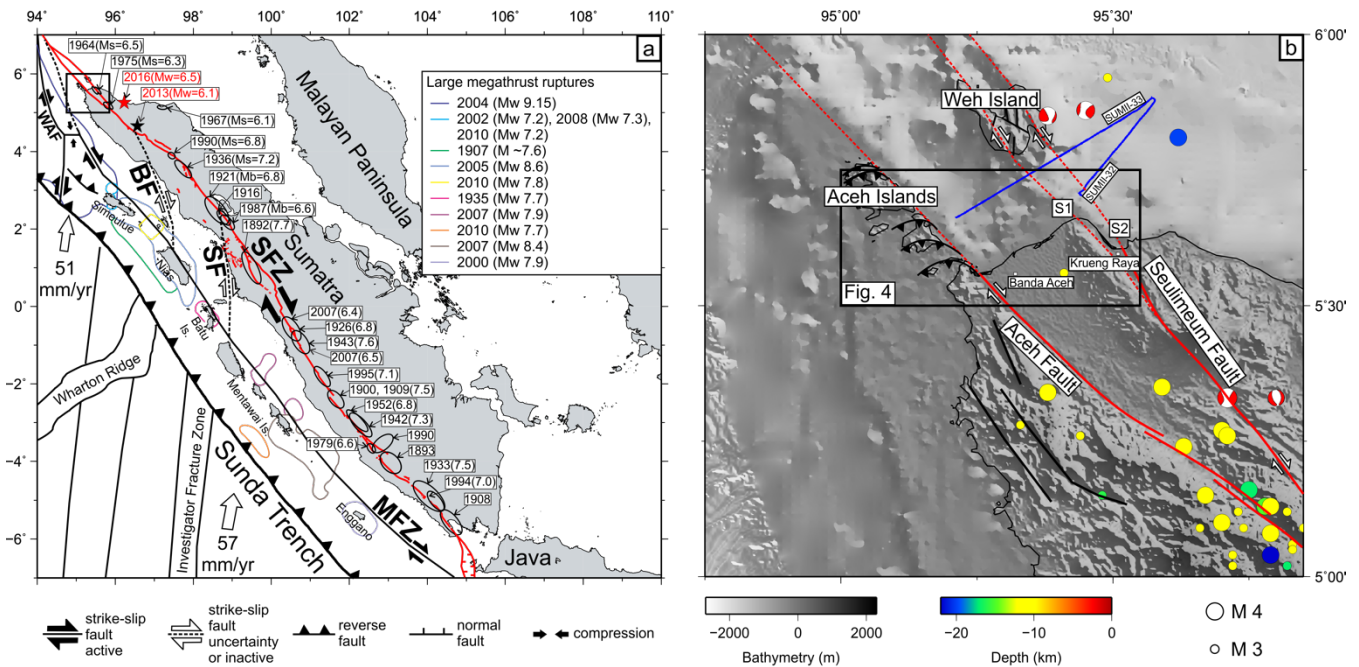 94° 96° 98° 100° 102° 104° 106° 108° 110°
6°
4°
2°
0°
−2°
−4°
−6°
a
1964(Ms=6.5)
1975(Ms=6.3)
2016(Mw=6.5)
2013(Mw=6.1)
1967(Ms=6.1)
1990(Ms=6.8)
1936(Ms=7.2)
1921(Mb=6.8)
1916
1987(Mb=6.6)
1892(7.7)
2007(6.4)
1926(6.8)
1943(7.6)
2007(6.5)
1995(7.1)
1900, 1909(7.5)
1952(6.8)
1942(7.3)
1979(6.6)
1990
1893
1933(7.5)
1994(7.0)
1908
WAF
BF
SF
SFZ
MFZ
Malayan Peninsula
Sumatra
Java
Simeulue
Nias
Batu
Is.
Mentawai Is.
Enggano
51
mm/yr
57
mm/yr
Wharton Ridge
Investigator Fracture Zone
Sunda Trench
Large megathrust ruptures
2004 (Mw 9.15)
2002 (Mw 7.2), 2008 (Mw 7.3),
2010 (Mw 7.2)
1907 (M ~7.6)
2005 (Mw 8.6)
2010 (Mw 7.8)
1935 (Mw 7.7)
2007 (Mw 7.9)
2010 (Mw 7.7)
2007 (Mw 8.4)
2000 (Mw 7.9)
strike-slip
fault
active
strike-slip
fault
uncertainty
or inactive
reverse
fault
normal
fault
compression
95°00'
95°30'
b
6°00'
5°30'
5°00'
Weh Island
SUMII-33
SUMII-32
Aceh Islands
S1
S2
Krueng Raya
Banda Aceh
Fig. 4
Aceh Fault
Seulimeun Fault
−2000 0 2000
Bathymetry (m)
−20 −10 0
Depth (km)
M 4
M 3